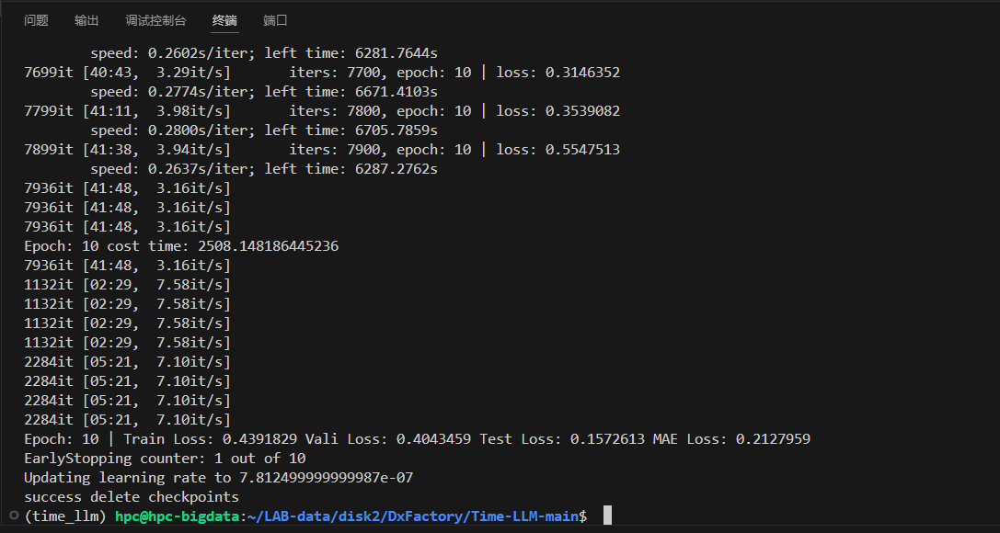 问题 输出 调试控制台 终端 端口
speed: 0.2602s/iter; left time: 6281.7644s
7699it [40:43,  3.29it/s]       iters: 7700, epoch: 10 | loss: 0.3146352
speed: 0.2774s/iter; left time: 6671.4103s
7799it [41:11,  3.98it/s]       iters: 7800, epoch: 10 | loss: 0.3539082
speed: 0.2800s/iter; left time: 6705.7859s
7899it [41:38,  3.94it/s]       iters: 7900, epoch: 10 | loss: 0.5547513
speed: 0.2637s/iter; left time: 6287.2762s
7936it [41:48,  3.16it/s]
7936it [41:48,  3.16it/s]
7936it [41:48,  3.16it/s]
Epoch: 10 cost time: 2508.148186445236
7936it [41:48,  3.16it/s]
1132it [02:29,  7.58it/s]
1132it [02:29,  7.58it/s]
1132it [02:29,  7.58it/s]
1132it [02:29,  7.58it/s]
2284it [05:21,  7.10it/s]
2284it [05:21,  7.10it/s]
2284it [05:21,  7.10it/s]
2284it [05:21,  7.10it/s]
Epoch: 10 | Train Loss: 0.4391829 Vali Loss: 0.4043459 Test Loss: 0.1572613 MAE Loss: 0.2127959
EarlyStopping counter: 1 out of 10
Updating learning rate to 7.812499999999987e-07
success delete checkpoints
(time_llm) hpc@hpc-bigdata:~/LAB-data/disk2/DxFactory/Time-LLM-main$